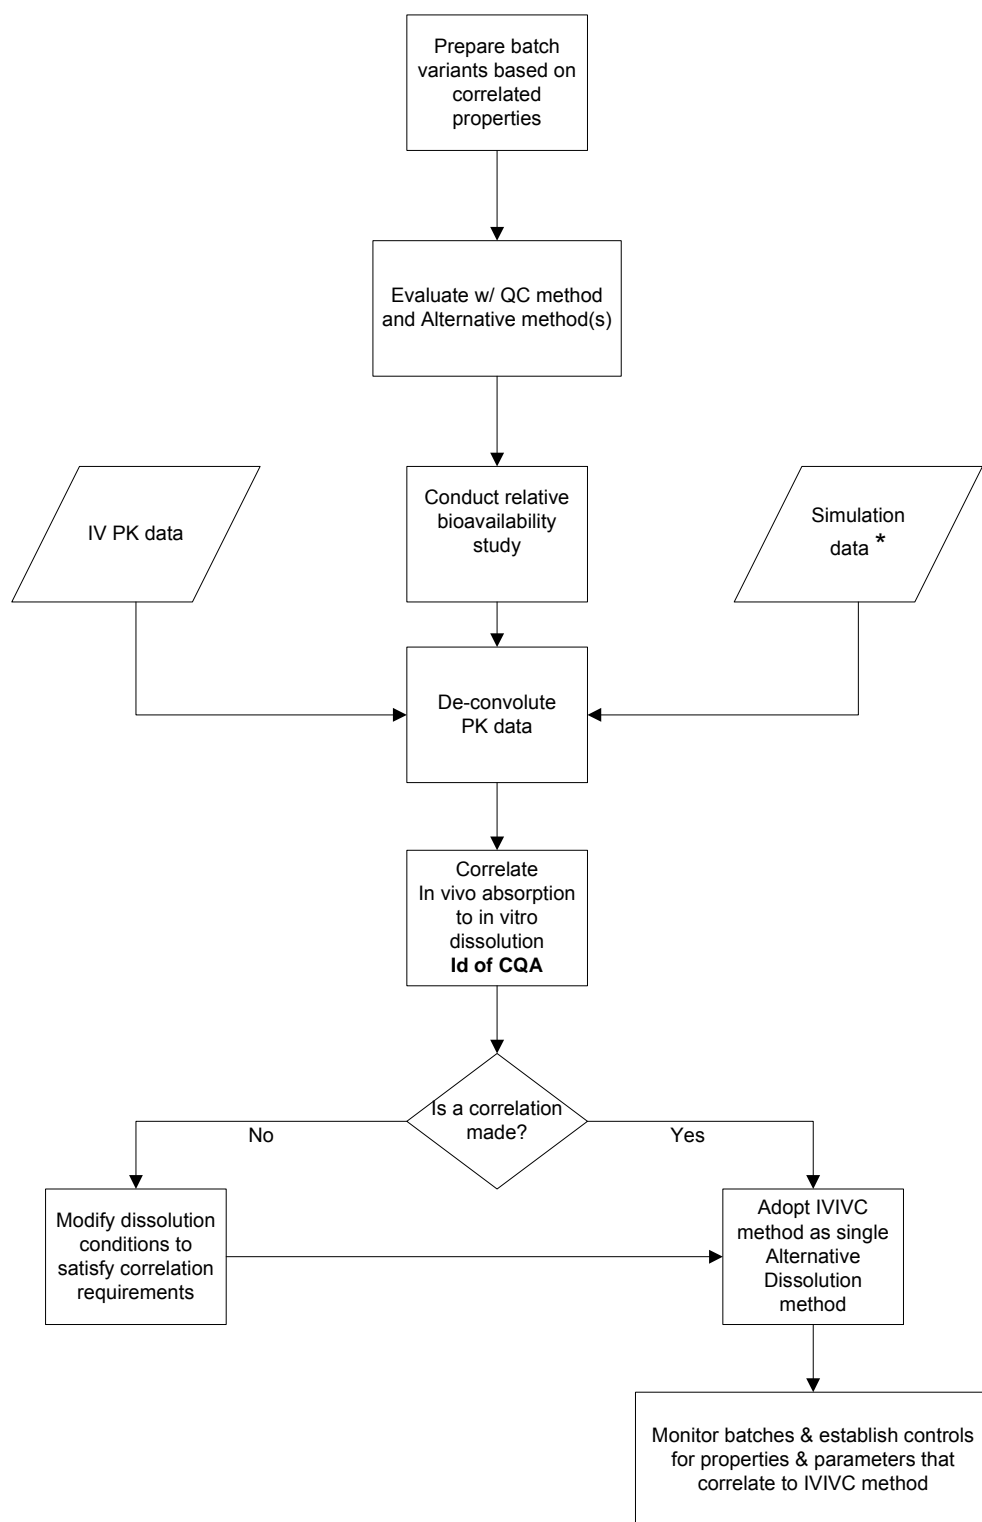 Prepare batch
variants based on
correlated
properties
Evaluate w/ QC method
and Alternative method(s)
IV PK data
Conduct relative
bioavailability
study
Simulation
data *
De-convolute
PK data
Correlate
In vivo absorption
to in vitro
dissolution
Id of CQA
Is a correlation
made?
No
Yes
Modify dissolution
conditions to
satisfy correlation
requirements
Adopt IVIVC
method as single
Alternative
Dissolution
method
Monitor batches & establish controls
for properties & parameters that
correlate to IVIVC method